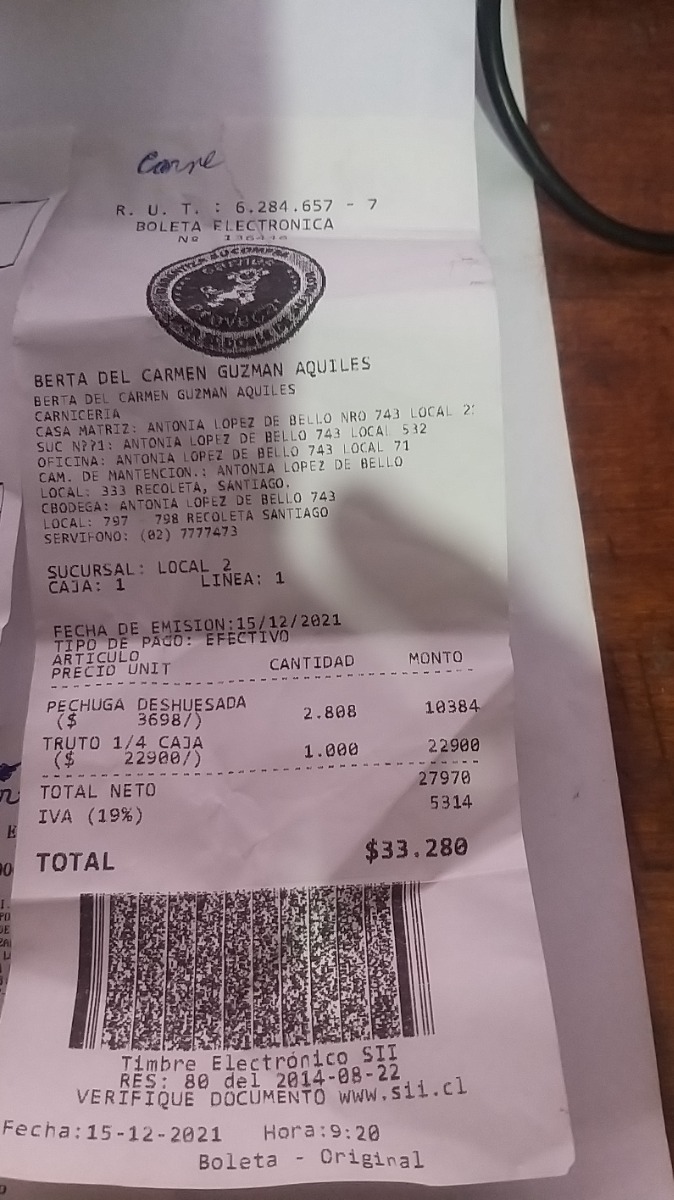 Carne
R. U. T. : 6.284.657 - 7
BOLETA ELECTRONICA
Nº
BERTA DEL CARMEN GUZMAN AQUILES
BERTA DEL CARMEN GUZMAN AQUILES
CARNICERIA
CASA MATRIZ: ANTONIA LOPEZ DE BELLO NRO 743 LOCAL
SUC N??1: ANTONIA LOPEZ DE BELLO 743 LOCAL 532
OFICINA: ANTONIA LOPEZ DE BELLO 743 LOCAL 71
CAM. DE MANTENCION.: ANTONIA LOPEZ DE BELLO
LOCAL: 333 RECOLETA, SANTIAGO.
CBODEGA: ANTONIA LOPEZ DE BELLO 743
LOCAL: 797 798 RECOLETA SANTIAGO
SERVIFONO: (02) 7777473
SUCURSAL: LOCAL 2
CAJA: 1 LINEA: 1
FECHA DE EMISION:15/12/2021
TIPO DE PAGO: EFECTIVO
ARTICULO
PRECIO UNIT CANTIDAD MONTO
PECHUGA DESHUESADA
($ 3698/) 2.808 10384
TRUTO 1/4 CAJA
($ 22900/) 1.000 22900
TOTAL NETO 27970
IVA (19%) 5314
TOTAL $33.280
Timbre Electrónico SII
RES: 80 del 2014-08-22
VERIFIQUE DOCUMENTO www.sii.cl
Fecha:15-12-2021 Hora:9:20
Boleta - Original